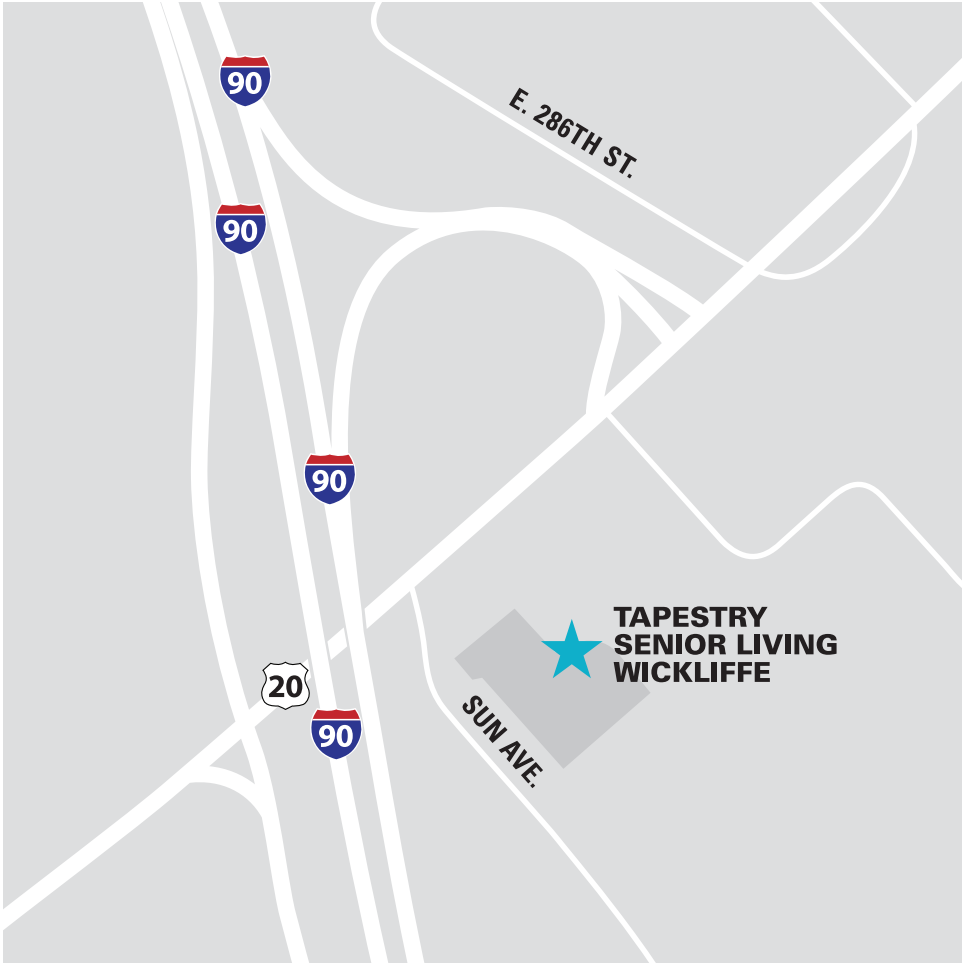 90
E. 286TH ST.
90
90
TAPESTRY
SENIOR LIVING
WICKLIFFE
20
90
SUN AVE.